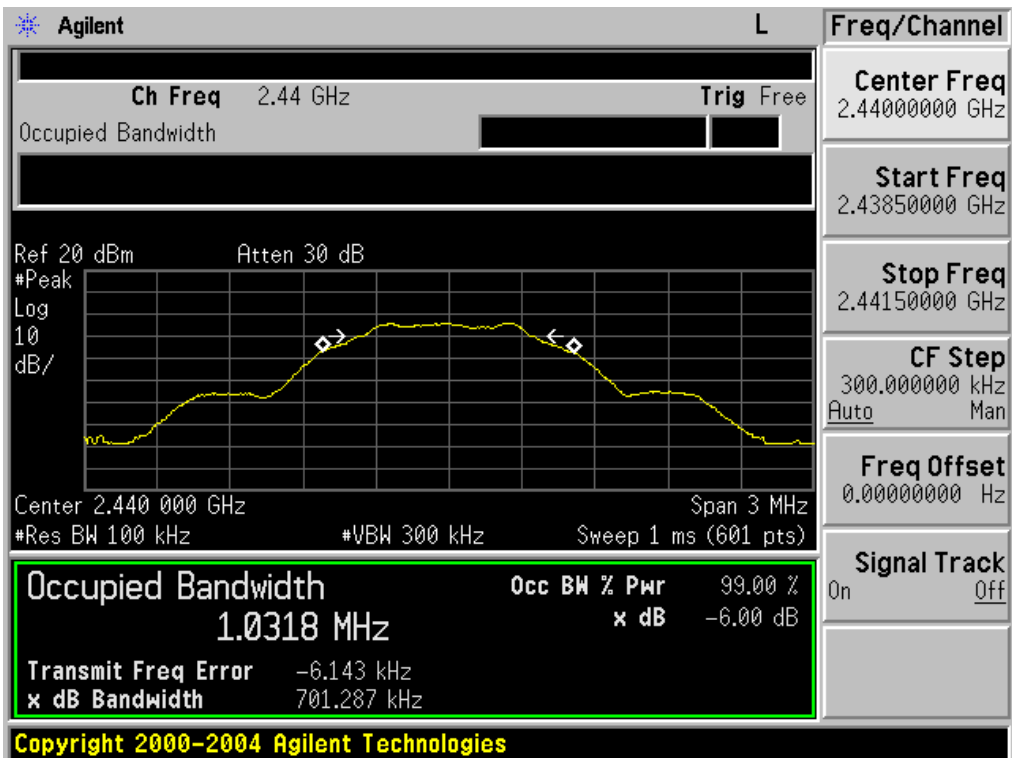 Agilent L
Freq/Channel
Ch Freq 2.44 GHz Trig Free
Occupied Bandwidth
Center Freq
2.44000000 GHz
Start Freq
2.43850000 GHz
Stop Freq
2.44150000 GHz
CF Step
300.000000 kHz
Auto Man
Freq Offset
0.00000000 Hz
Signal Track
On Off
Ref 20 dBm Atten 30 dB
#Peak
Log
10
dB/
Center 2.440 000 GHz Span 3 MHz
#Res BW 100 kHz #VBW 300 kHz Sweep 1 ms (601 pts)
Occupied Bandwidth Occ BW % Pwr 99.00 %
1.0318 MHz x dB -6.00 dB
Transmit Freq Error -6.143 kHz
x dB Bandwidth 701.287 kHz
Copyright 2000-2004 Agilent Technologies